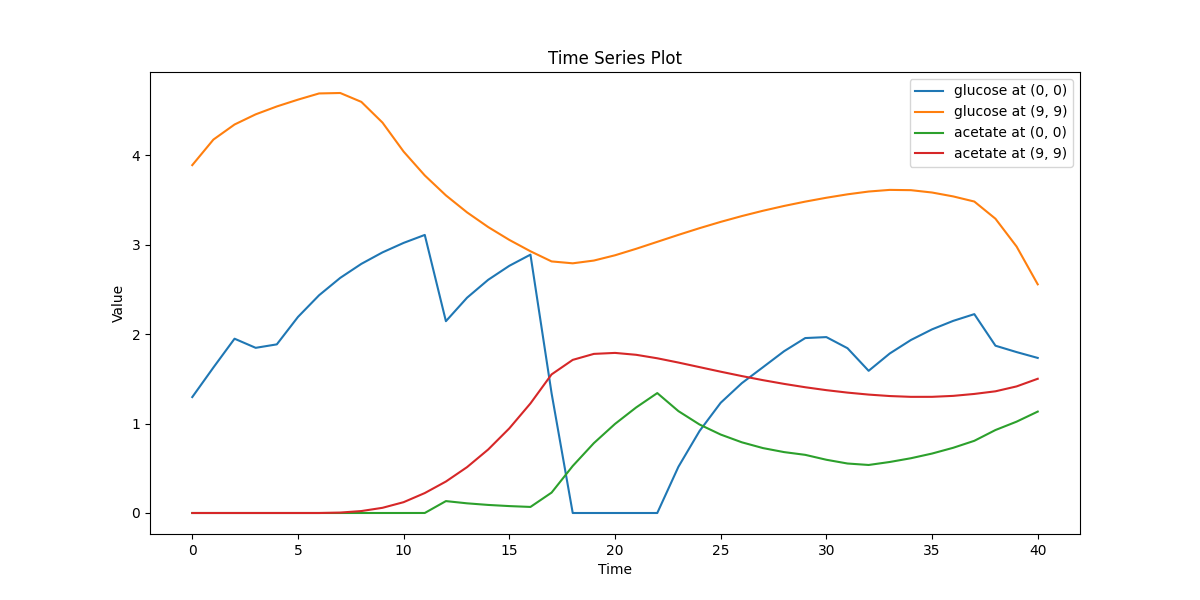 Time Series Plot
glucose at (0, 0)
glucose at (9, 9)
acetate at (0, 0)
acetate at (9, 9)
Value
4
3
2
1
0
0 5 10 15 20 25 30 35 40
Time